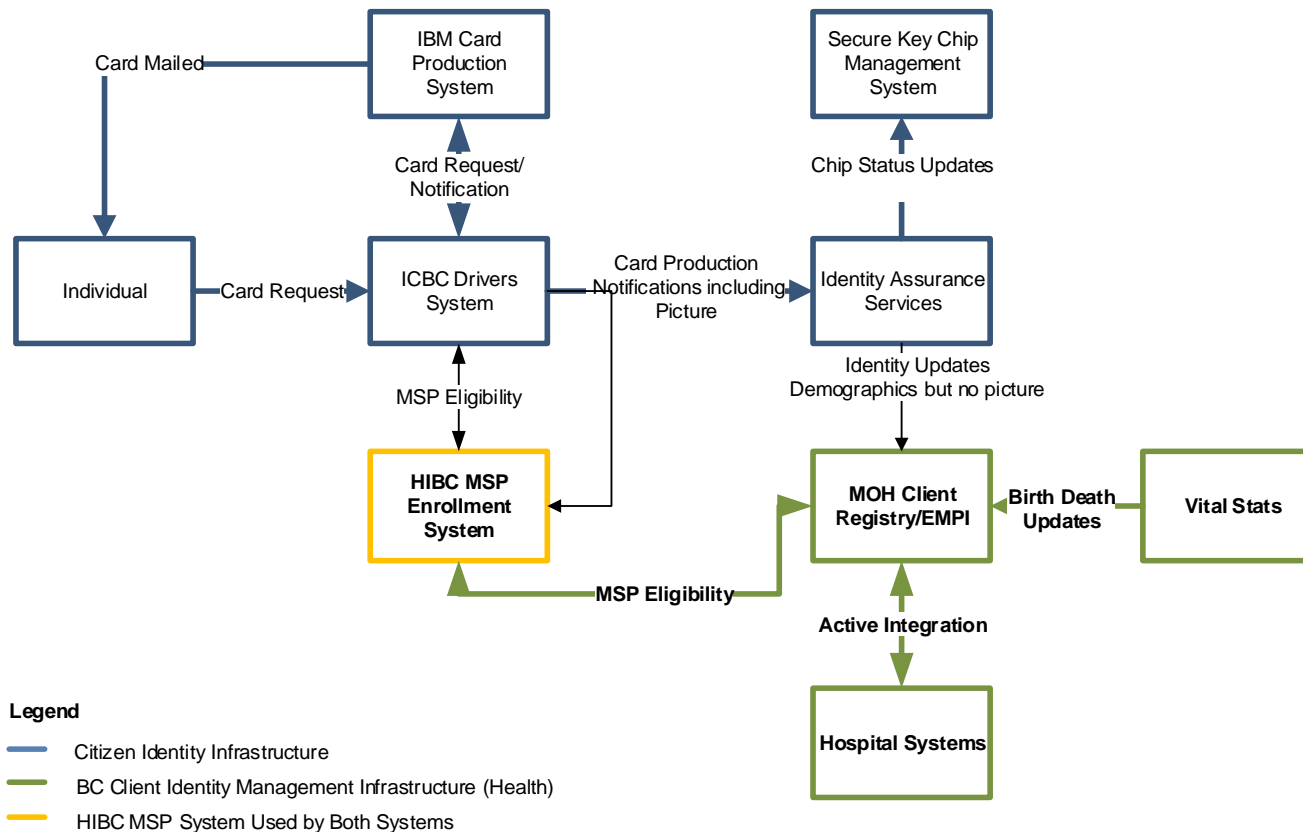 IBM Card
Production
System
Secure Key Chip
Management
System
Card Mailed
Card Request/
Notification
Chip Status Updates
Individual
Card Request
ICBC Drivers
System
Card Production
Notifications including
Picture
Identity Assurance
Services
MSP Eligibility
Identity Updates
Demographics but no picture
HIBC MSP
Enrollment
System
MOH Client
Registry/EMPI
Birth Death
Updates
Vital Stats
MSP Eligibility
Active Integration
Hospital Systems
Legend
Citizen Identity Infrastructure
BC Client Identity Management Infrastructure (Health)
HIBC MSP System Used by Both Systems